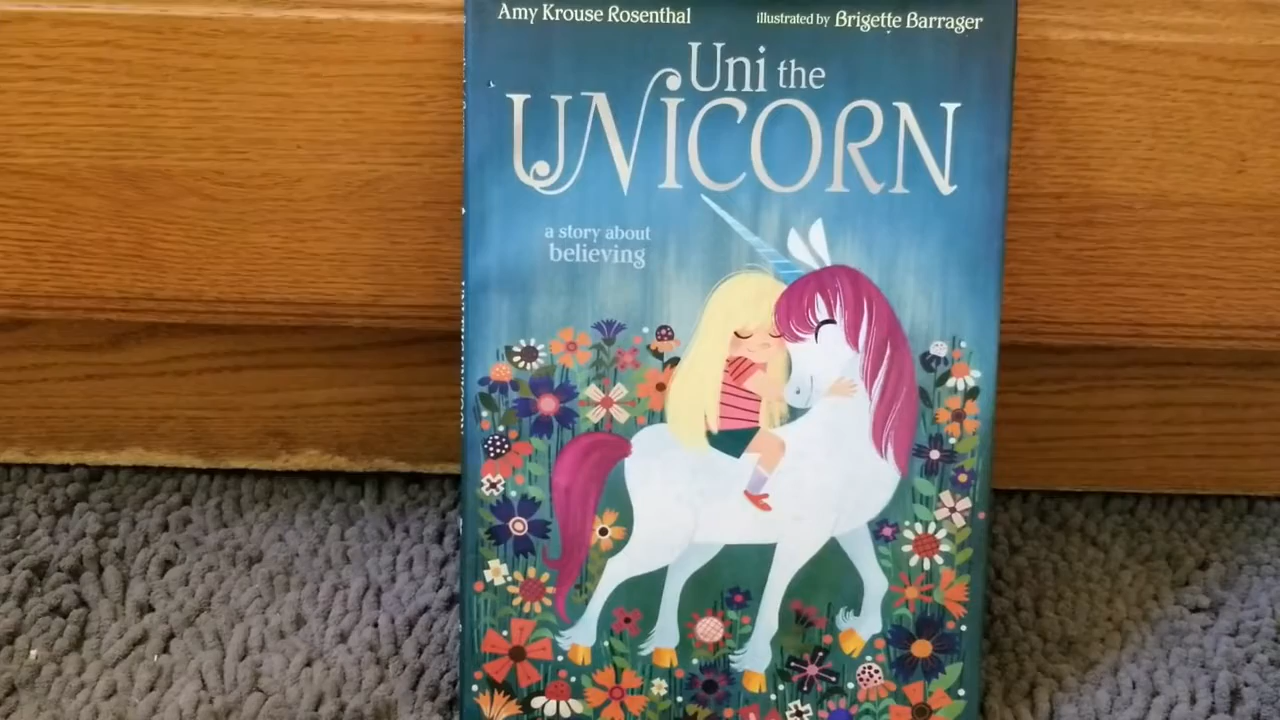 Amy Krouse Rosenthal illustrated by Brigette Barrager
Uni the
UNICORN
a story about
believing